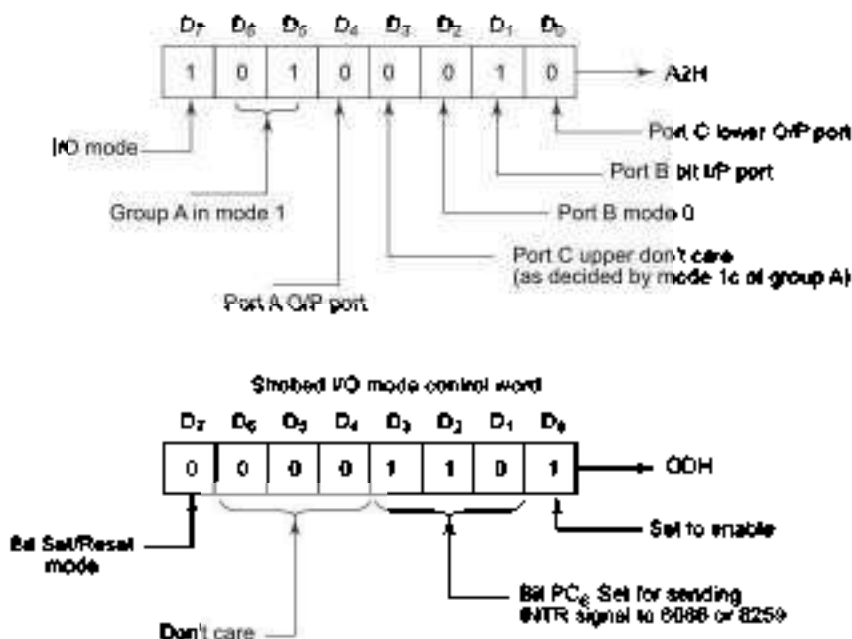 D7 D6 D5 D4 D3 D2 D1 D0
1 0 1 0 0 0 1 0 A2H
Port C lower O/P port
I/O mode
Port B bit I/P port
Group A in mode 1
Port B mode 0
Port C upper don't care
(as decided by mode 1c of group A)
Port A O/P port
Strobed I/O mode control word
D7 D6 D5 D4 D3 D2 D1 D0
0 0 0 0 1 1 0 1 ODH
Bit Set/Reset
mode
Set to enable
Bit PC6 Set for sending
INTR signal to 8086 or 8259
Don't care